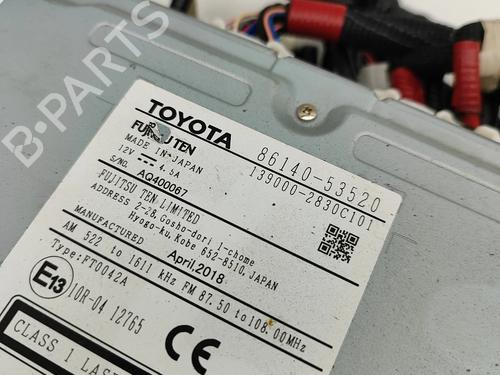 B-PARTS
TOYOTA
FUJITSU TEN
86140-53520
MADE IN JAPAN
139000-2830C101
12V 4.5A
S/NO. AQ400067
FUJITSU TEN LIMITED
ADDRESS 2-28, Gosho-dori 1-chome
Hyogo-ku, Kobe 652-8510, JAPAN
MANUFACTURED April,2018
AM 522 to 1611 kHz FM 87.50 to 108.00MHz
Type:FT0042A
E13
10R-04 12765
CE
CLASS 1 LAS